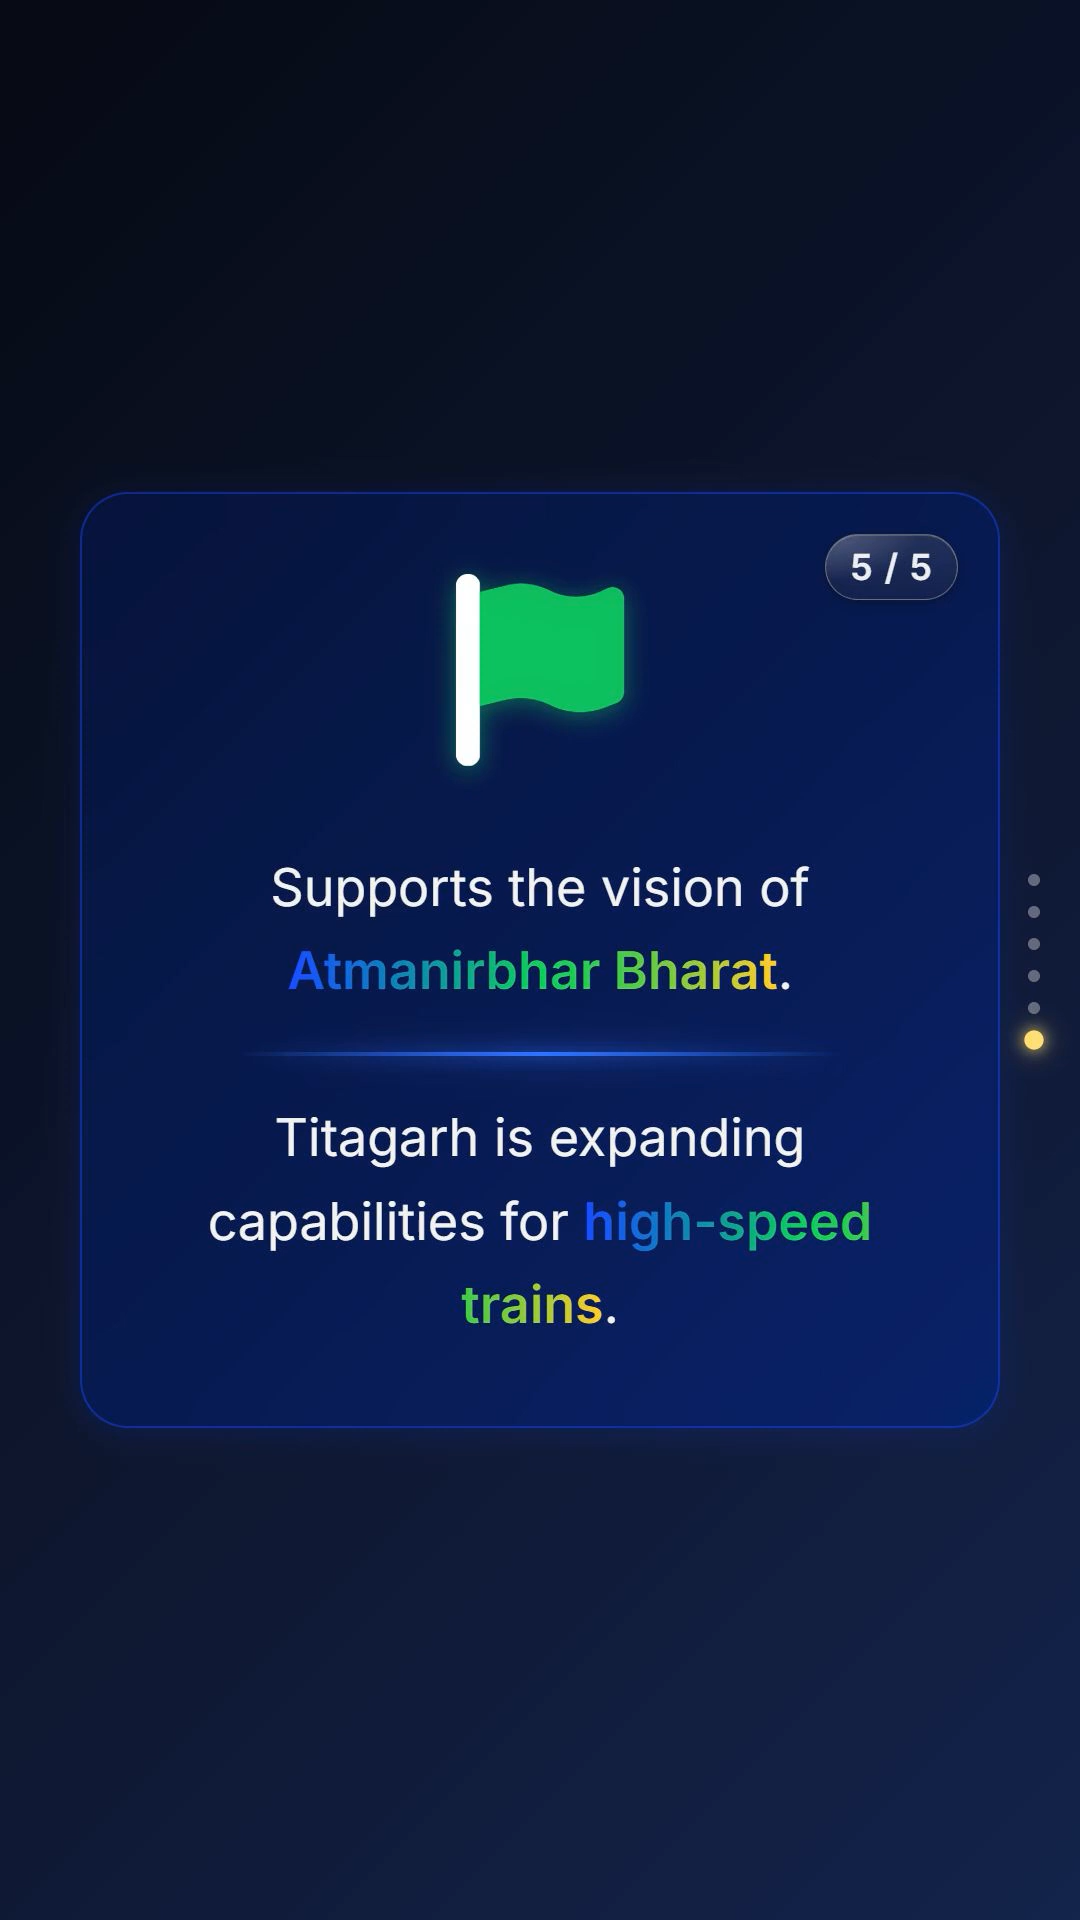 5 / 5
Supports the vision of
Atmanirbhar Bharat.
Titagarh is expanding
capabilities for high-speed
trains.